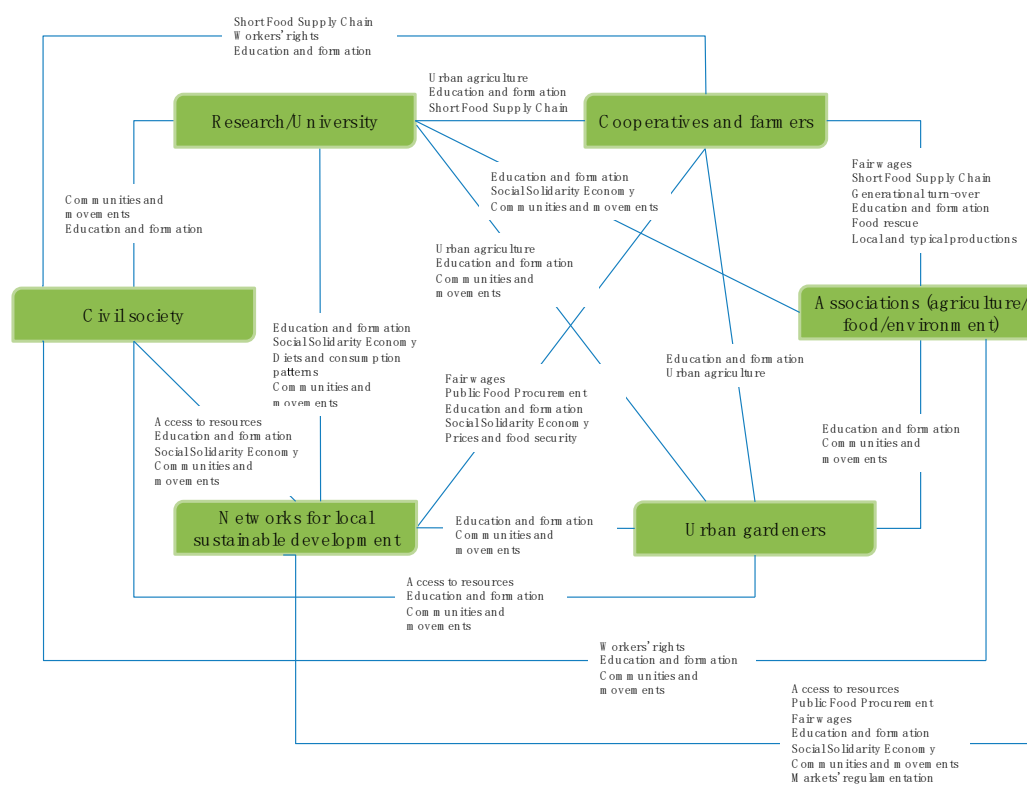 Short Food Supply Chain
Workers' rights
Education and formation
Urban agriculture
Education and formation
Short Food Supply Chain
Research/University
Cooperatives and farmers
Fair wages
Short Food Supply Chain
Generational turn-over
Education and formation
Food rescue
Local and typical productions
Education and formation
Social Solidarity Economy
Communities and movements
Communities and
movements
Education and formation
Urban agriculture
Education and formation
Communities and
movements
Civil society
Associations (agriculture/
food/environment)
Education and formation
Social Solidarity Economy
Diets and consumption
patterns
Communities and
movements
Education and formation
Urban agriculture
Fair wages
Public Food Procurement
Education and formation
Social Solidarity Economy
Prices and food security
Access to resources
Education and formation
Social Solidarity Economy
Communities and
movements
Education and formation
Communities and
movements
Networks for local
sustainable development
Education and formation
Communities and
movements
Urban gardeners
Access to resources
Education and formation
Communities and
movements
Workers' rights
Education and formation
Communities and
movements
Access to resources
Public Food Procurement
Fair wages
Education and formation
Social Solidarity Economy
Communities and movements
Markets' regulamentation